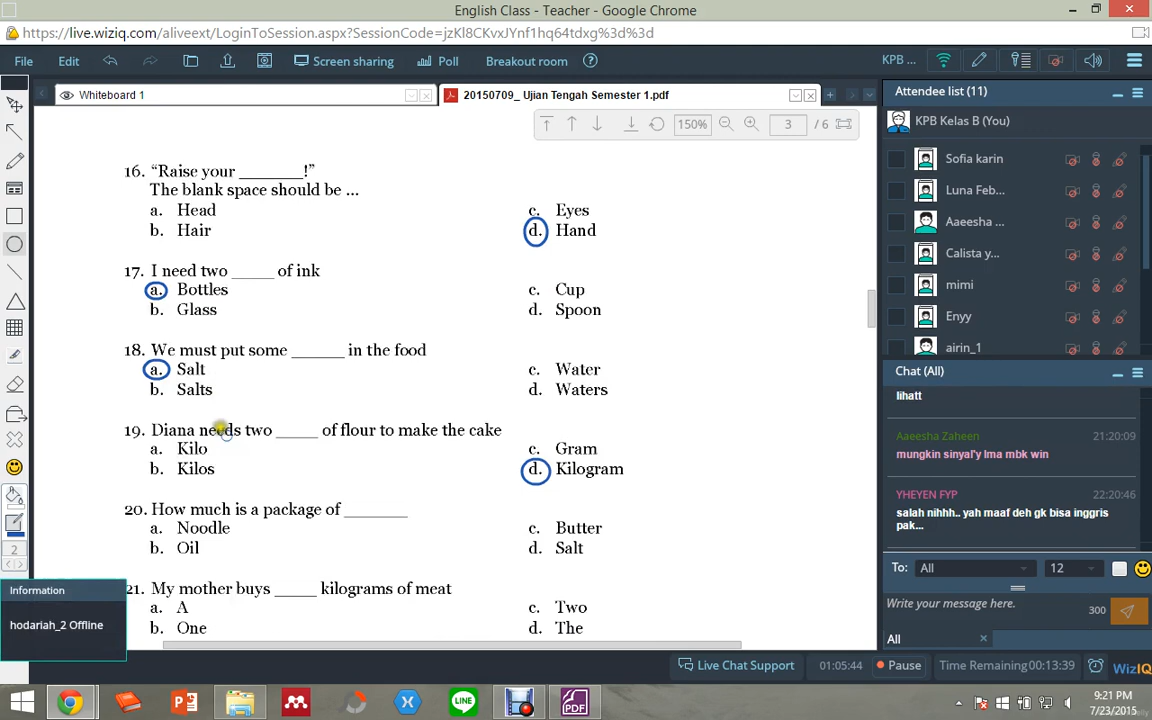 English Class - Teacher - Google Chrome
https://live.wiziq.com/aliveext/LoginToSession.aspx?SessionCode=jzKl8CKvxJYnf1hq64tdxg%3d%3d
File Edit Screen sharing Poll Breakout room KPB ...
Whiteboard 1 20150709_ Ujian Tengah Semester 1.pdf
150% 3 / 6
16. “Raise your _______!”
The blank space should be ...
a. Head c. Eyes
b. Hair d. Hand
17. I need two _____ of ink
a. Bottles c. Cup
b. Glass d. Spoon
18. We must put some ______ in the food
a. Salt c. Water
b. Salts d. Waters
19. Diana needs two _____ of flour to make the cake
a. Kilo c. Gram
b. Kilos d. Kilogram
20. How much is a package of _______
a. Noodle c. Butter
b. Oil d. Salt
21. My mother buys _____ kilograms of meat
a. A c. Two
b. One d. The
2
Information
hodariah_2 Offline
Attendee list (11)
KPB Kelas B (You)
Sofia karin
Luna Feb...
Aaeesha ...
Calista y...
mimi
Enyy
airin_1
Chat (All)
lihatt
Aaeesha Zaheen 21:20:09
mungkin sinyal'y lma mbk win
YHEYEN FYP 22:20:46
salah nihhh.. yah maaf deh gk bisa inggris
pak...
To: All 12
Write your message here. 300
All
Live Chat Support 01:05:44 Pause Time Remaining 00:13:39 WizIQ
9:21 PM
7/23/2015